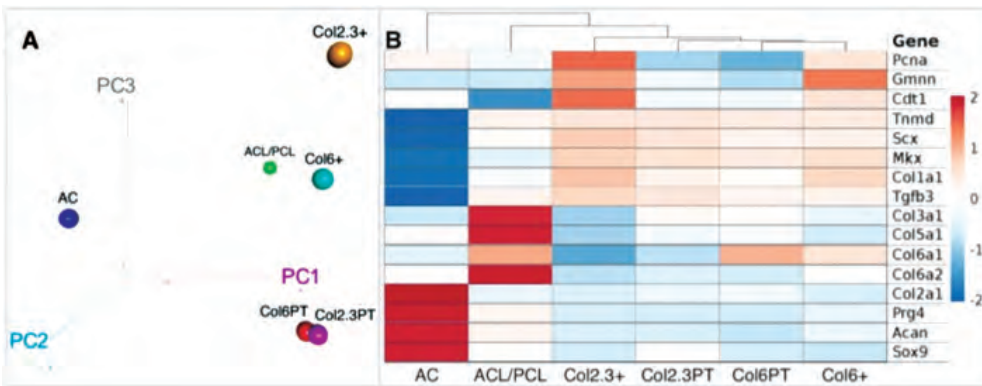 A
Col2.3+
PC3
ACL/PCL
Col6+
AC
PC1
Col6PT
Col2.3PT
PC2
B
Gene
Pcna
Gmnn
Cdt1
Tnmd
Scx
Mkx
Col1a1
Tgfb3
Col3a1
Col5a1
Col6a1
Col6a2
Col2a1
Prg4
Acan
Sox9
2
1
0
-1
-2
AC ACL/PCL Col2.3+ Col2.3PT Col6PT Col6+